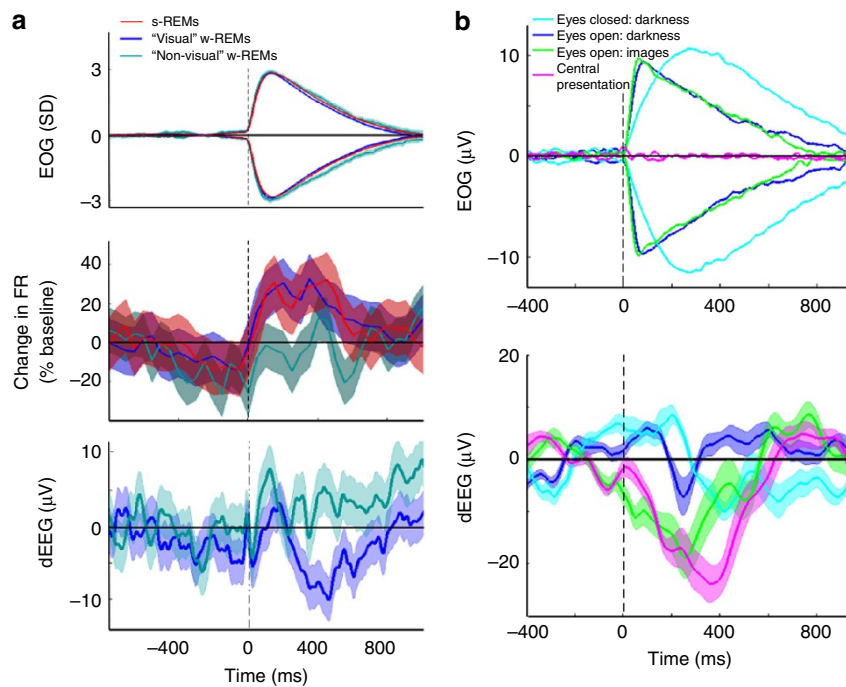 a
s-REMs
“Visual” w-REMs
“Non-visual” w-REMs
EOG (SD)
3
0
−3
Change in FR
(% baseline)
40
20
0
−20
dEEG (μV)
10
0
−10
−400 0 400 800
Time (ms)
b
Eyes closed: darkness
Eyes open: darkness
Eyes open: images
Central
presentation
EOG (μV)
10
0
−10
−400 0 400 800
dEEG (μV)
20
0
−20
−400 0 400 800
Time (ms)